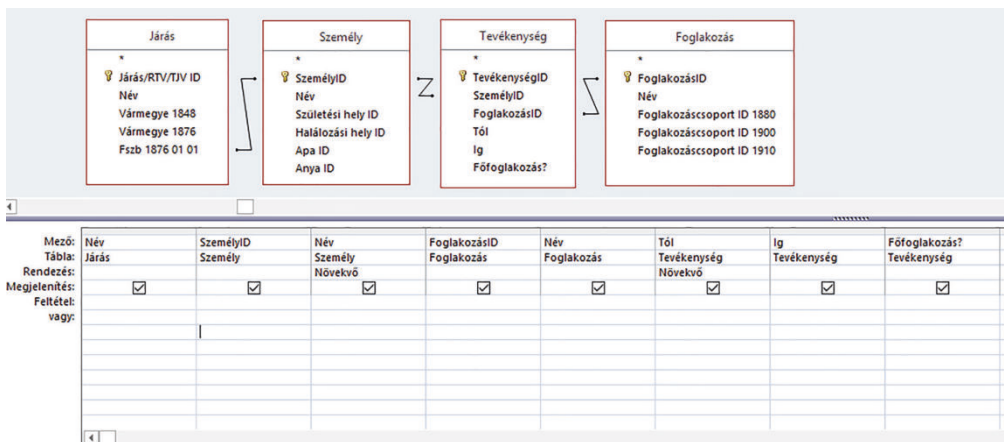 Járás
*
Járás/RTV/TJV ID
Név
Vármegye 1848
Vármegye 1876
Fszb 1876 01 01
Személy
*
SzemélyID
Név
Születési hely ID
Halálozási hely ID
Apa ID
Anya ID
Tevékenység
*
TevékenységID
SzemélyID
FoglakozásID
Tól
Ig
Főfoglakozás?
Foglakozás
*
FoglakozásID
Név
Foglakozáscsoport ID 1880
Foglakozáscsoport ID 1900
Foglakozáscsoport ID 1910
Mező: Név SzemélyID Név FoglakozásID Név Tól Ig Főfoglakozás?
Tábla: Járás Személy Személy Foglakozás Foglakozás Tevékenység Tevékenység Tevékenység
Rendezés: Növekvő Növekvő
Megjelenítés:
Feltétel:
vagy: